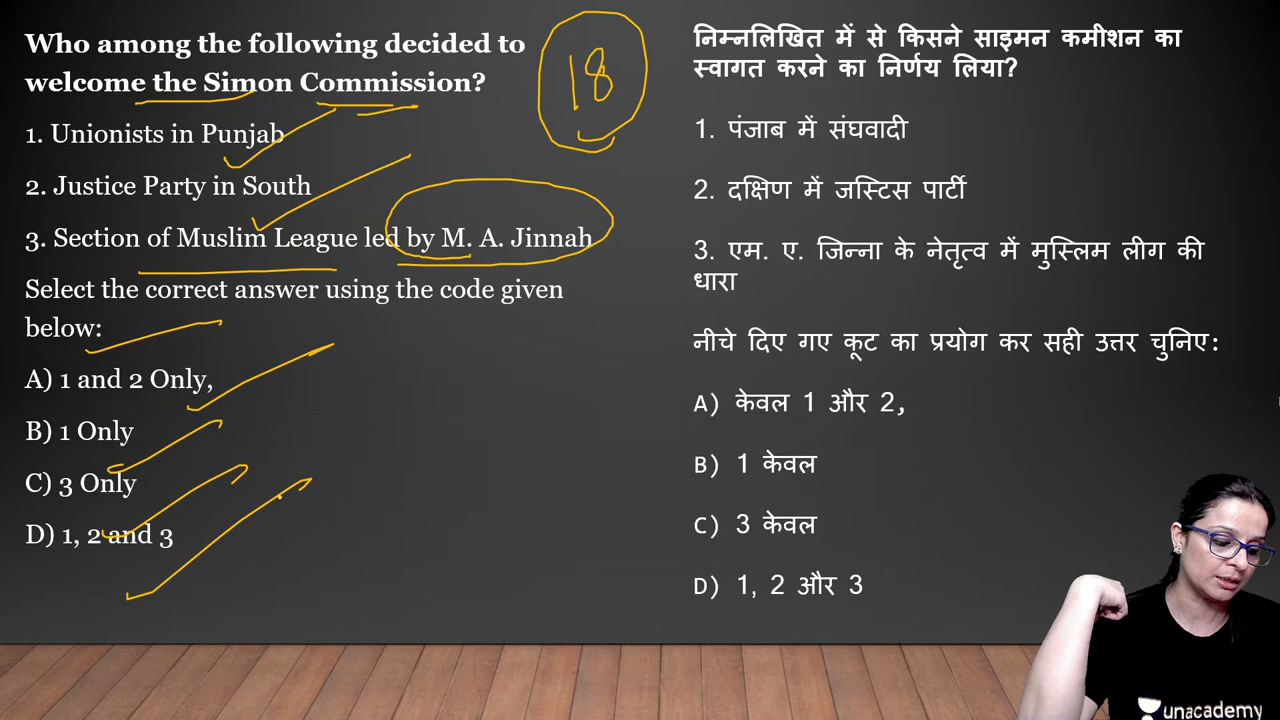 Who among the following decided to
welcome the Simon Commission?
1. Unionists in Punjab
2. Justice Party in South
3. Section of Muslim League led by M. A. Jinnah
Select the correct answer using the code given
below:
A) 1 and 2 Only,
B) 1 Only
C) 3 Only
D) 1, 2 and 3
18
निम्नलिखित में से किसने साइमन कमीशन का
स्वागत करने का निर्णय लिया?
1. पंजाब में संघवादी
2. दक्षिण में जस्टिस पार्टी
3. एम. ए. जिन्ना के नेतृत्व में मुस्लिम लीग की
धारा
नीचे दिए गए कूट का प्रयोग कर सही उत्तर चुनिए:
A) केवल 1 और 2,
B) 1 केवल
C) 3 केवल
D) 1, 2 और 3
unacademy